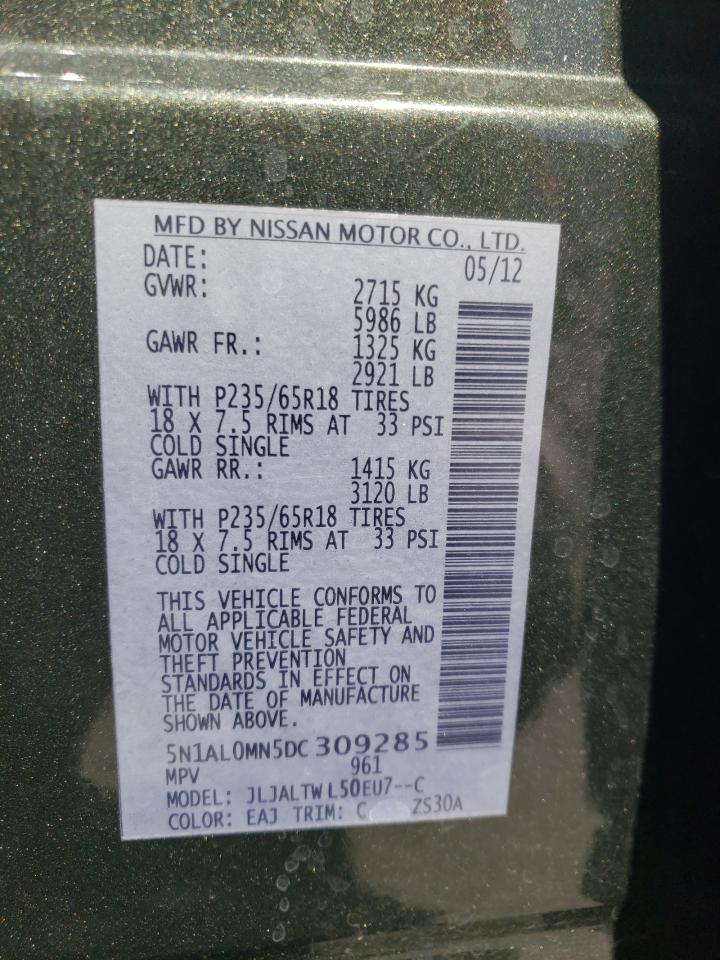 MFD BY NISSAN MOTOR CO., LTD.
DATE: 05/12
GVWR: 2715 KG
5986 LB
GAWR FR.: 1325 KG
2921 LB
WITH P235/65R18 TIRES
18 X 7.5 RIMS AT 33 PSI
COLD SINGLE
GAWR RR.: 1415 KG
3120 LB
WITH P235/65R18 TIRES
18 X 7.5 RIMS AT 33 PSI
COLD SINGLE
THIS VEHICLE CONFORMS TO
ALL APPLICABLE FEDERAL
MOTOR VEHICLE SAFETY AND
THEFT PREVENTION
STANDARDS IN EFFECT ON
THE DATE OF MANUFACTURE
SHOWN ABOVE.
5N1AL0MN5DC 309285
MPV 961
MODEL: JLJALTW L50EU7--C
COLOR: EAJ TRIM: C ZS30A